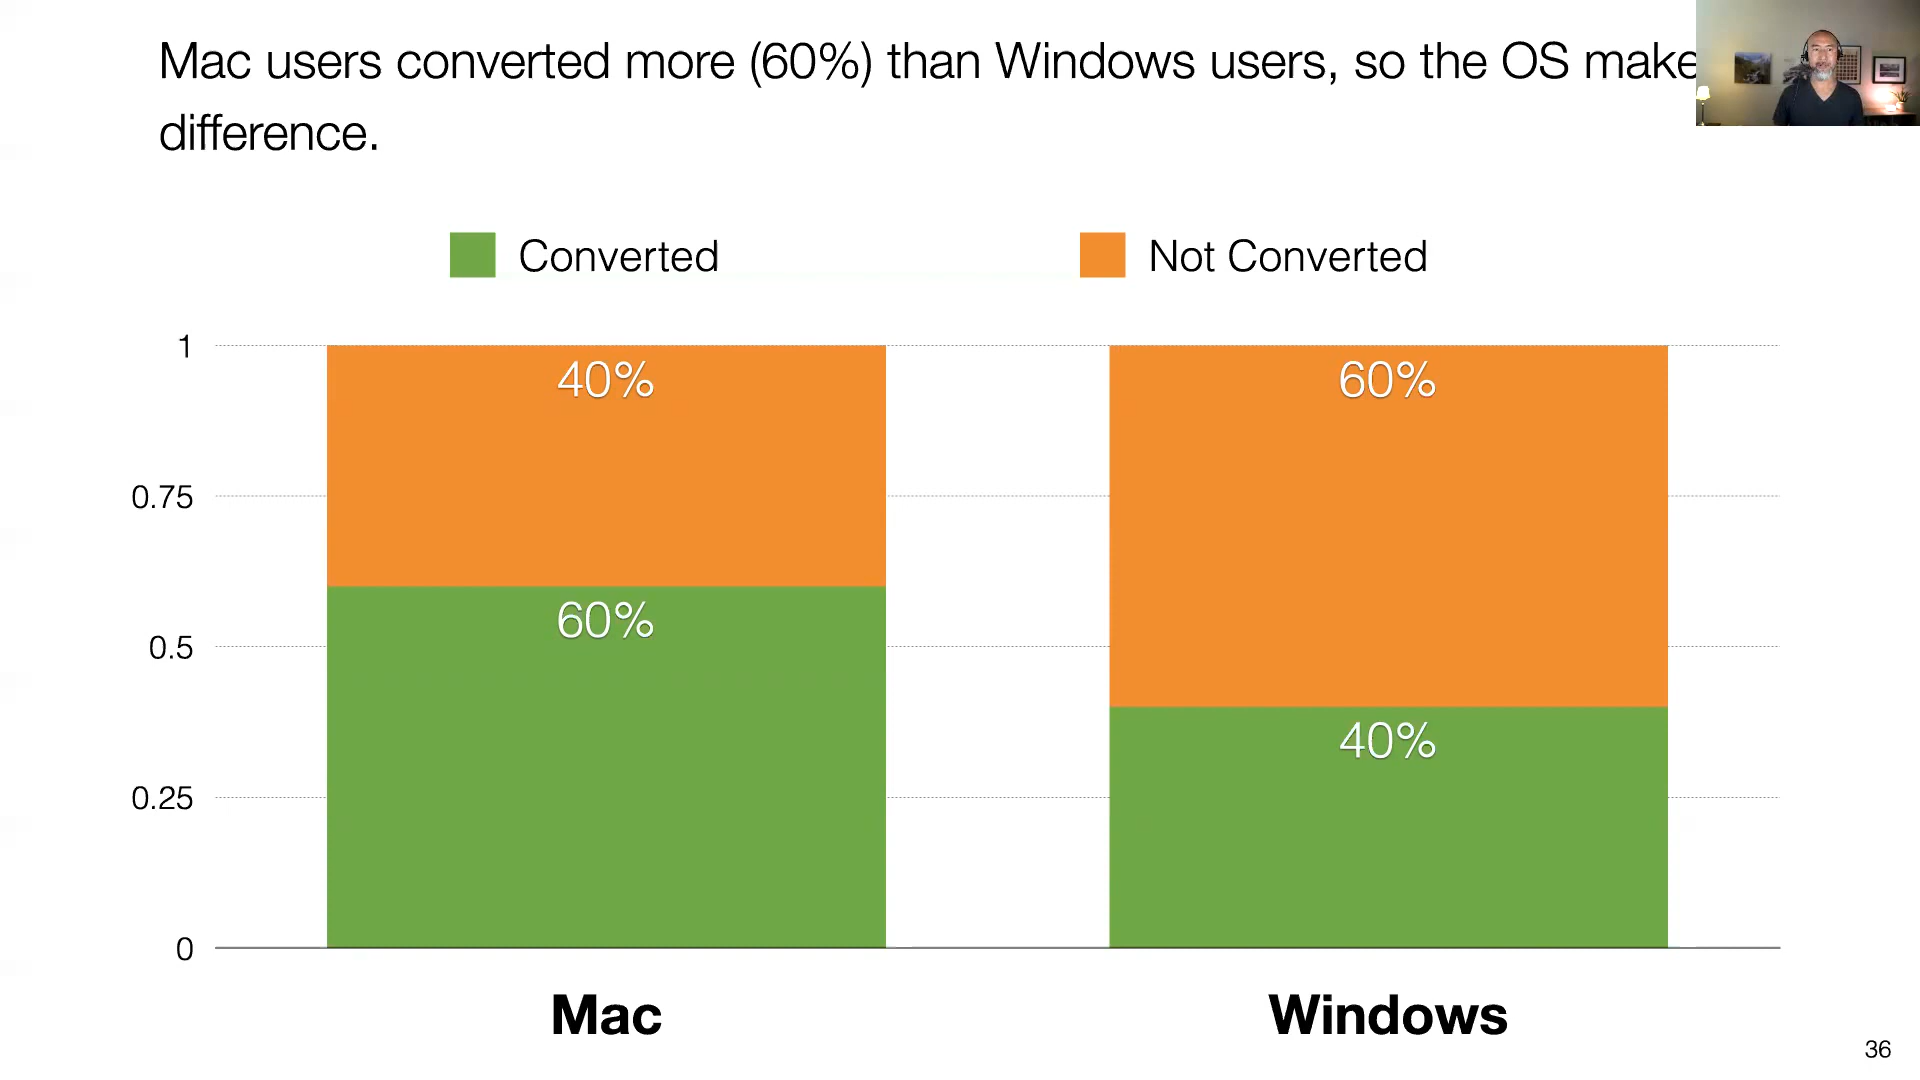 Mac users converted more (60%) than Windows users, so the OS make
difference.
Converted
Not Converted
1
0.75
0.5
0.25
0
40%
60%
60%
40%
Mac
Windows
36